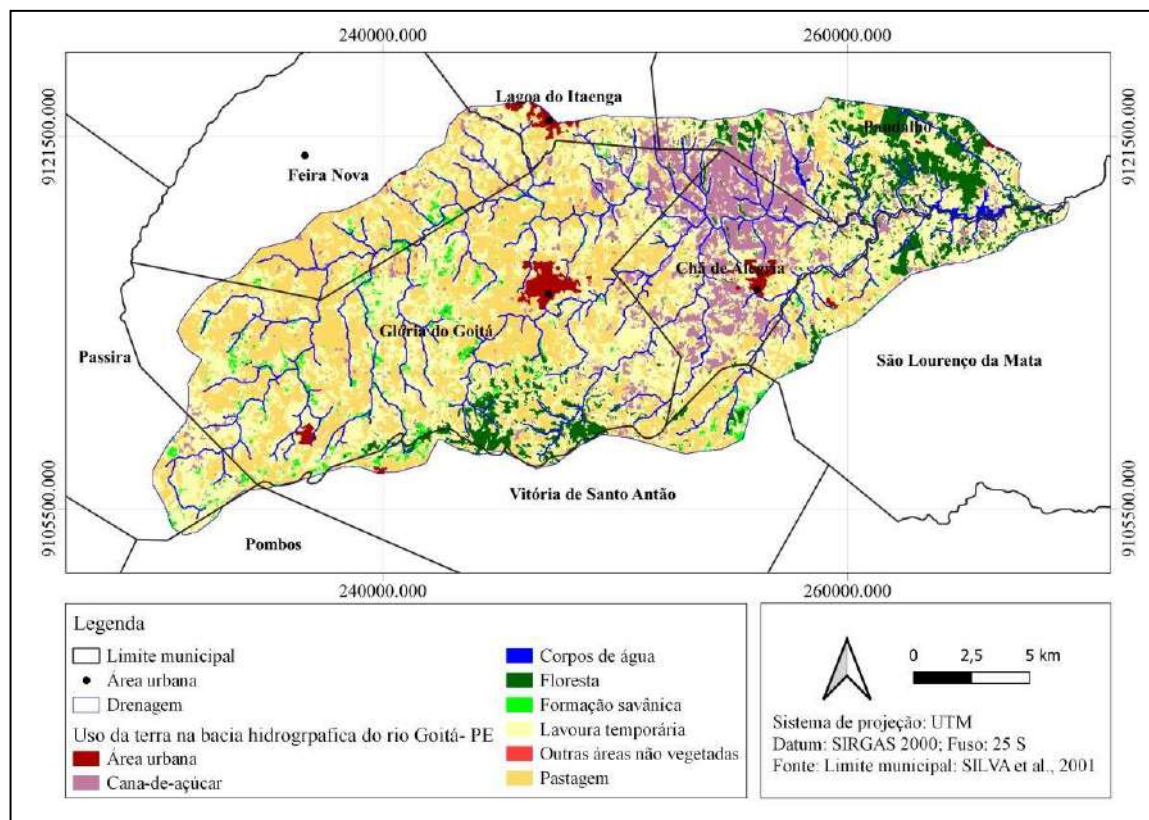 240000.000
260000.000
9121500.000
9121500.000
Lagoa do Itaenga
Paudalho
Feira Nova
Chã de Alegria
Glória do Goitá
Passira
São Lourenço da Mata
9105500.000
9105500.000
Vitória de Santo Antão
Pombos
240000.000
260000.000
Legenda
Limite municipal
Área urbana
Drenagem
Uso da terra na bacia hidrogrpafica do rio Goitá- PE
Área urbana
Cana-de-açúcar
Corpos de água
Floresta
Formação savânica
Lavoura temporária
Outras áreas não vegetadas
Pastagem
0 2,5 5 km
Sistema de projeção: UTM
Datum: SIRGAS 2000; Fuso: 25 S
Fonte: Limite municipal: SILVA et al., 2001